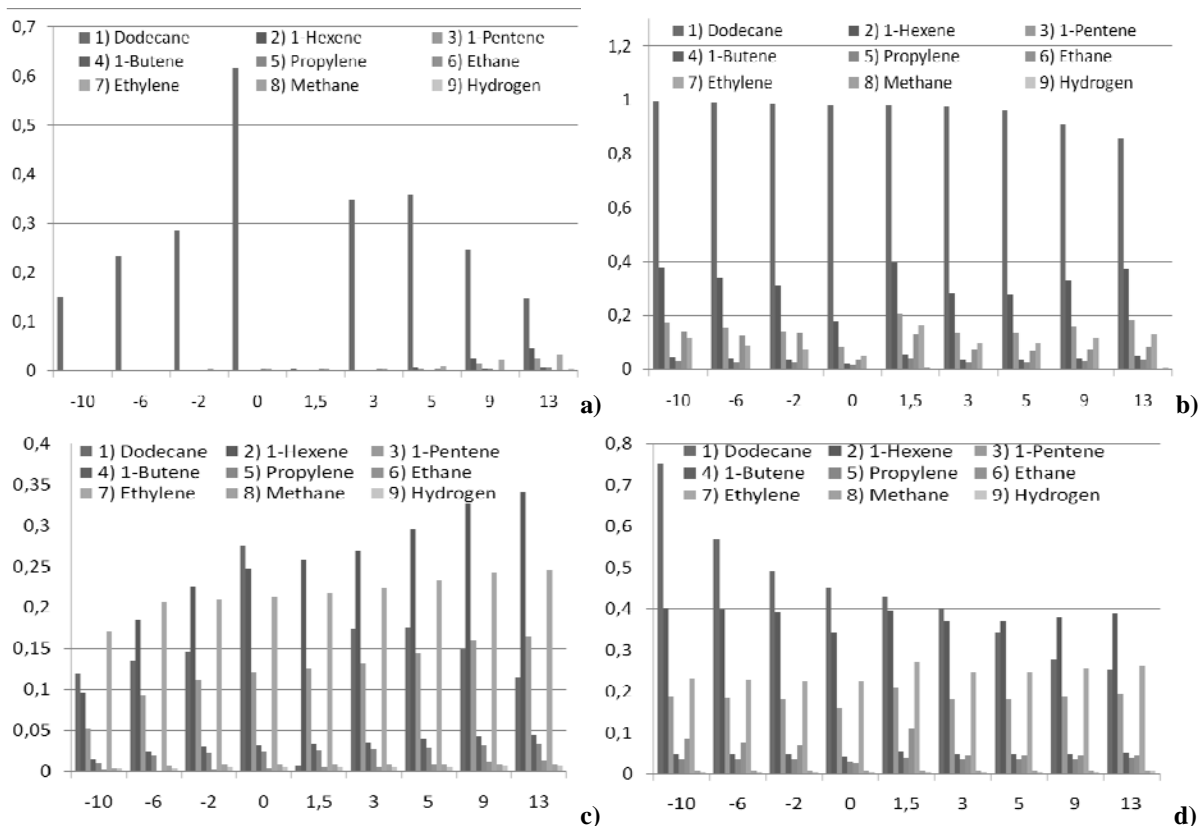 0,7
1) Dodecane 2) 1-Hexene 3) 1-Pentene
4) 1-Butene 5) Propylene 6) Ethane
7) Ethylene 8) Methane 9) Hydrogen
0,6
0,5
0,4
0,3
0,2
0,1
0
-10 -6 -2 0 1,5 3 5 9 13
a)
1) Dodecane 2) 1-Hexene 3) 1-Pentene
1,2
4) 1-Butene 5) Propylene 6) Ethane
7) Ethylene 8) Methane 9) Hydrogen
1
0,8
0,6
0,4
0,2
0
-10 -6 -2 0 1,5 3 5 9 13
b)
0,4
1) Dodecane 2) 1-Hexene 3) 1-Pentene
4) 1-Butene 5) Propylene 6) Ethane
0,35
7) Ethylene 8) Methane 9) Hydrogen
0,3
0,25
0,2
0,15
0,1
0,05
0
-10 -6 -2 0 1,5 3 5 9 13
c)
0,8
1) Dodecane 2) 1-Hexene 3) 1-Pentene
4) 1-Butene 5) Propylene 6) Ethane
0,7
7) Ethylene 8) Methane 9) Hydrogen
0,6
0,5
0,4
0,3
0,2
0,1
0
-10 -6 -2 0 1,5 3 5 9 13
d)